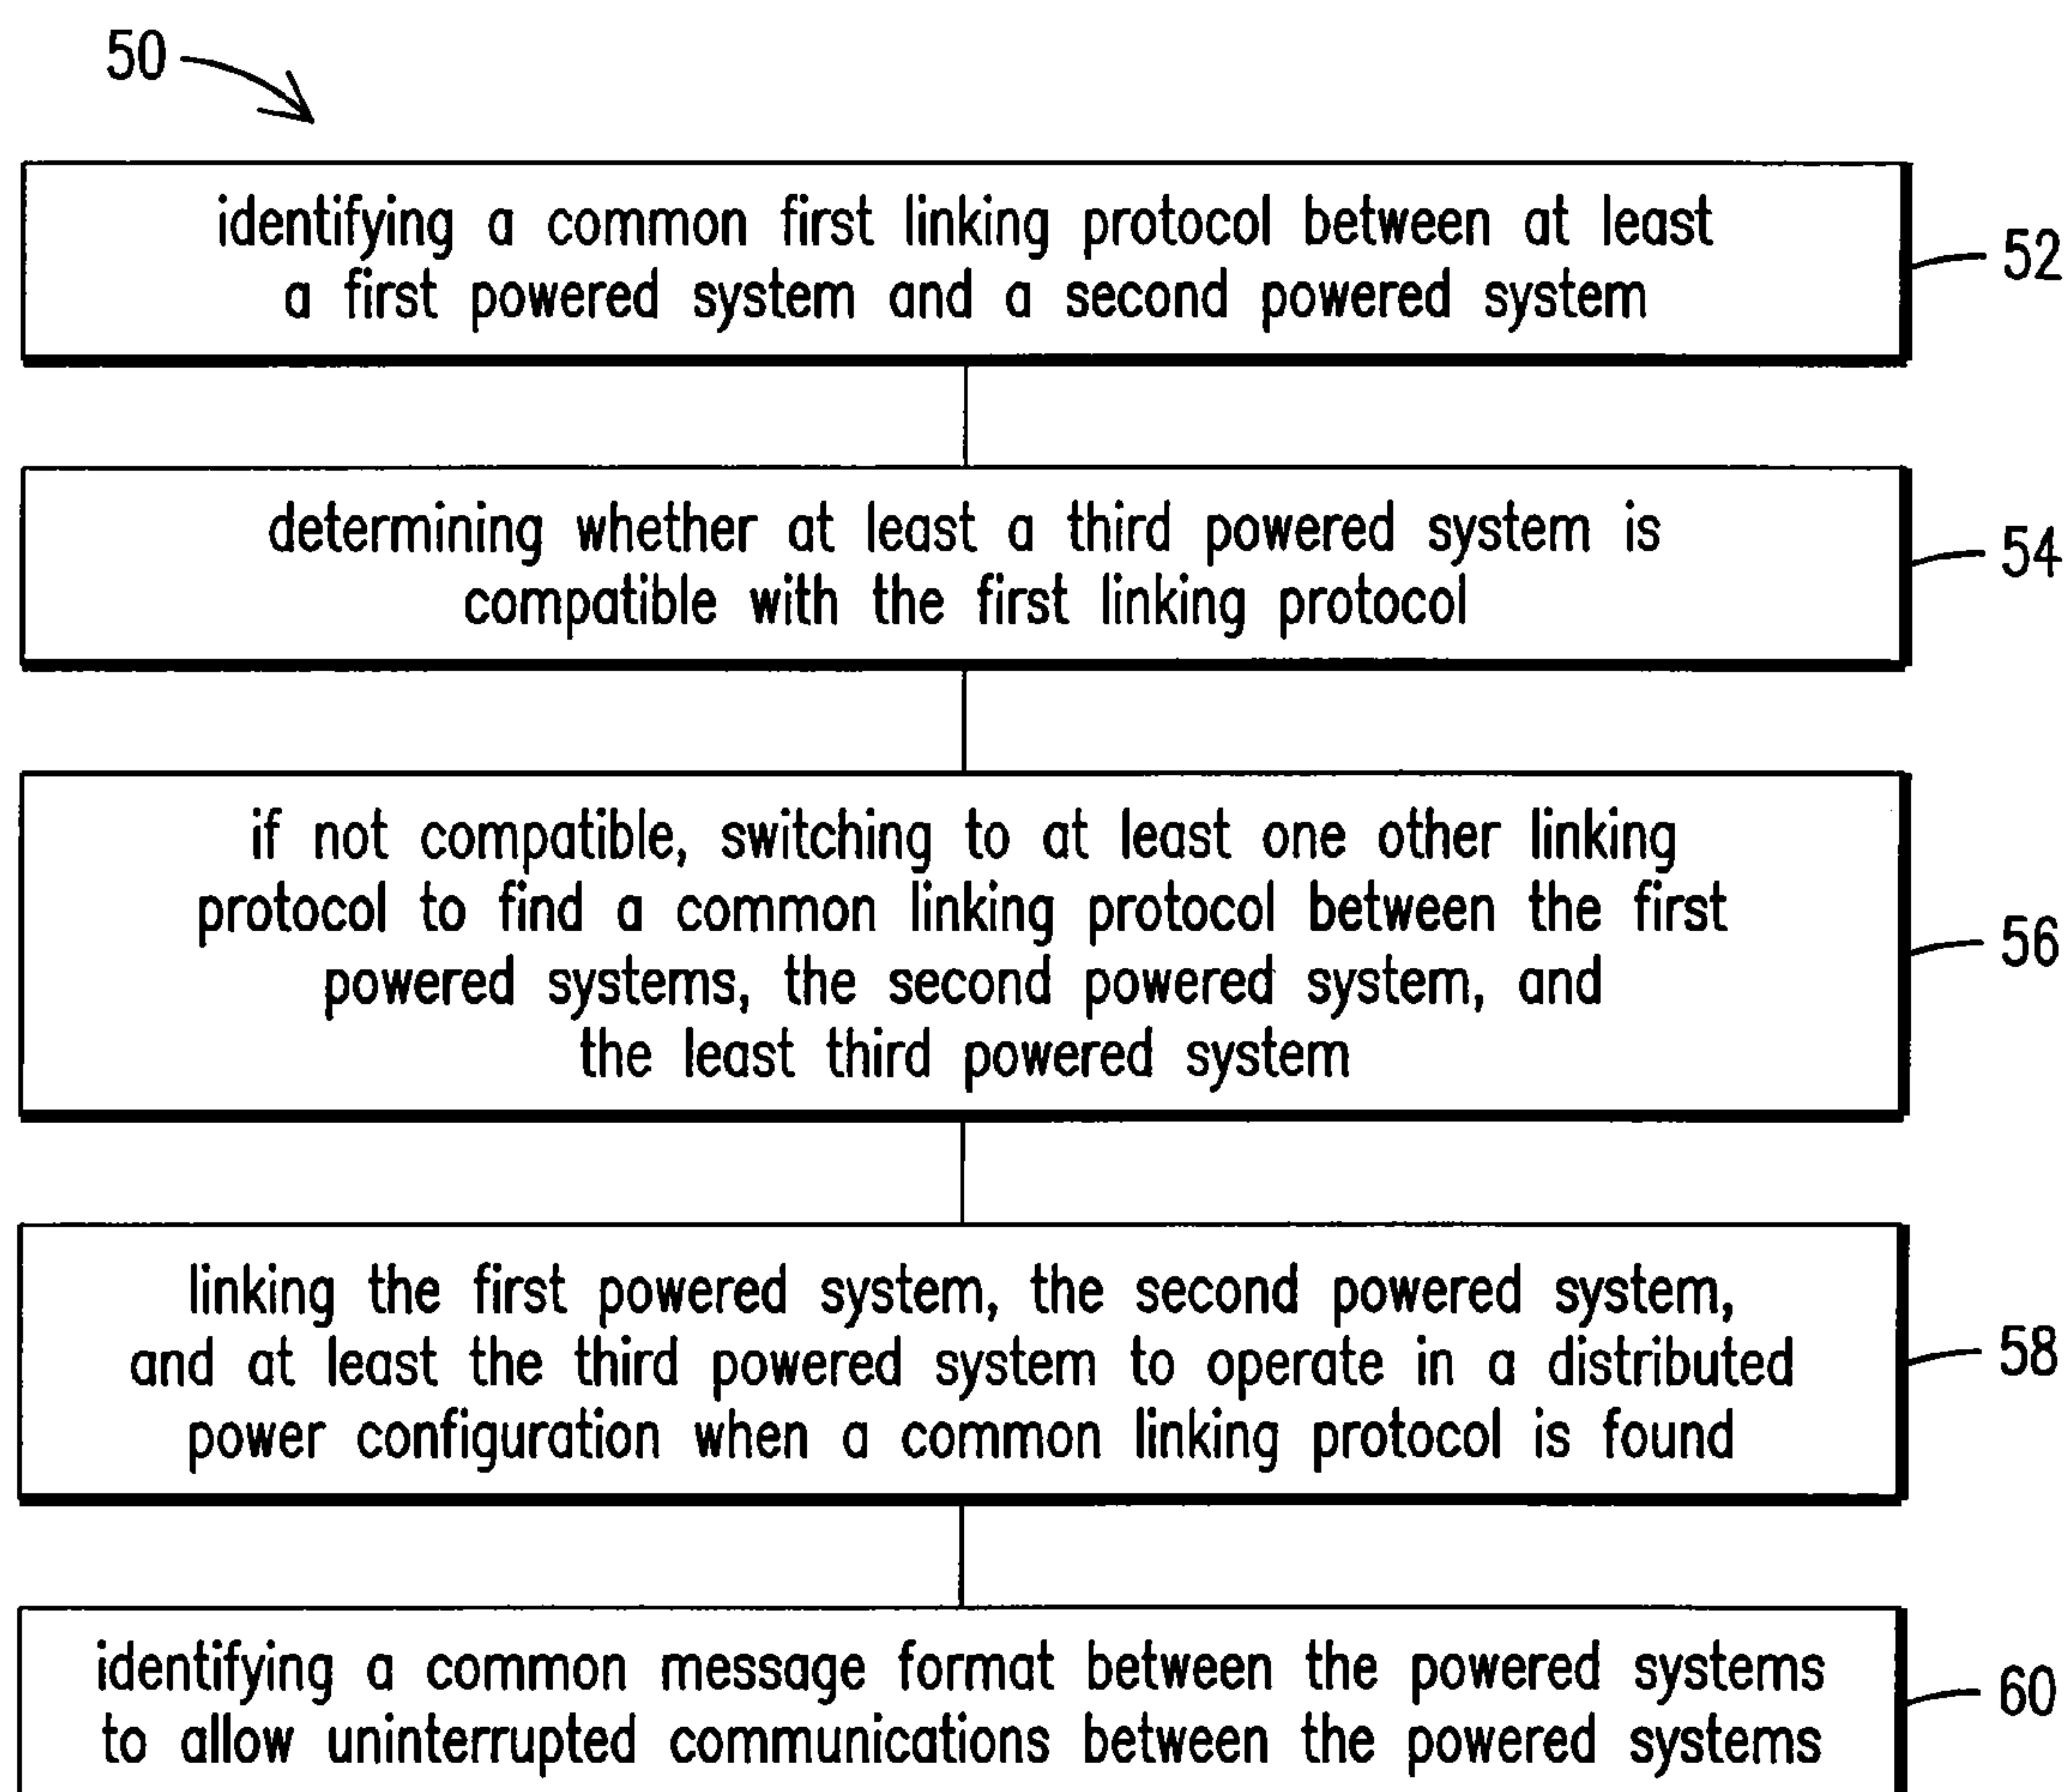 50
identifying a common first linking protocol between at least
a first powered system and a second powered system
52
determining whether at least a third powered system is
compatible with the first linking protocol
54
if not compatible, switching to at least one other linking
protocol to find a common linking protocol between the first
powered systems, the second powered system, and
the least third powered system
56
linking the first powered system, the second powered system,
and at least the third powered system to operate in a distributed
power configuration when a common linking protocol is found
58
identifying a common message format between the powered systems
to allow uninterrupted communications between the powered systems
60